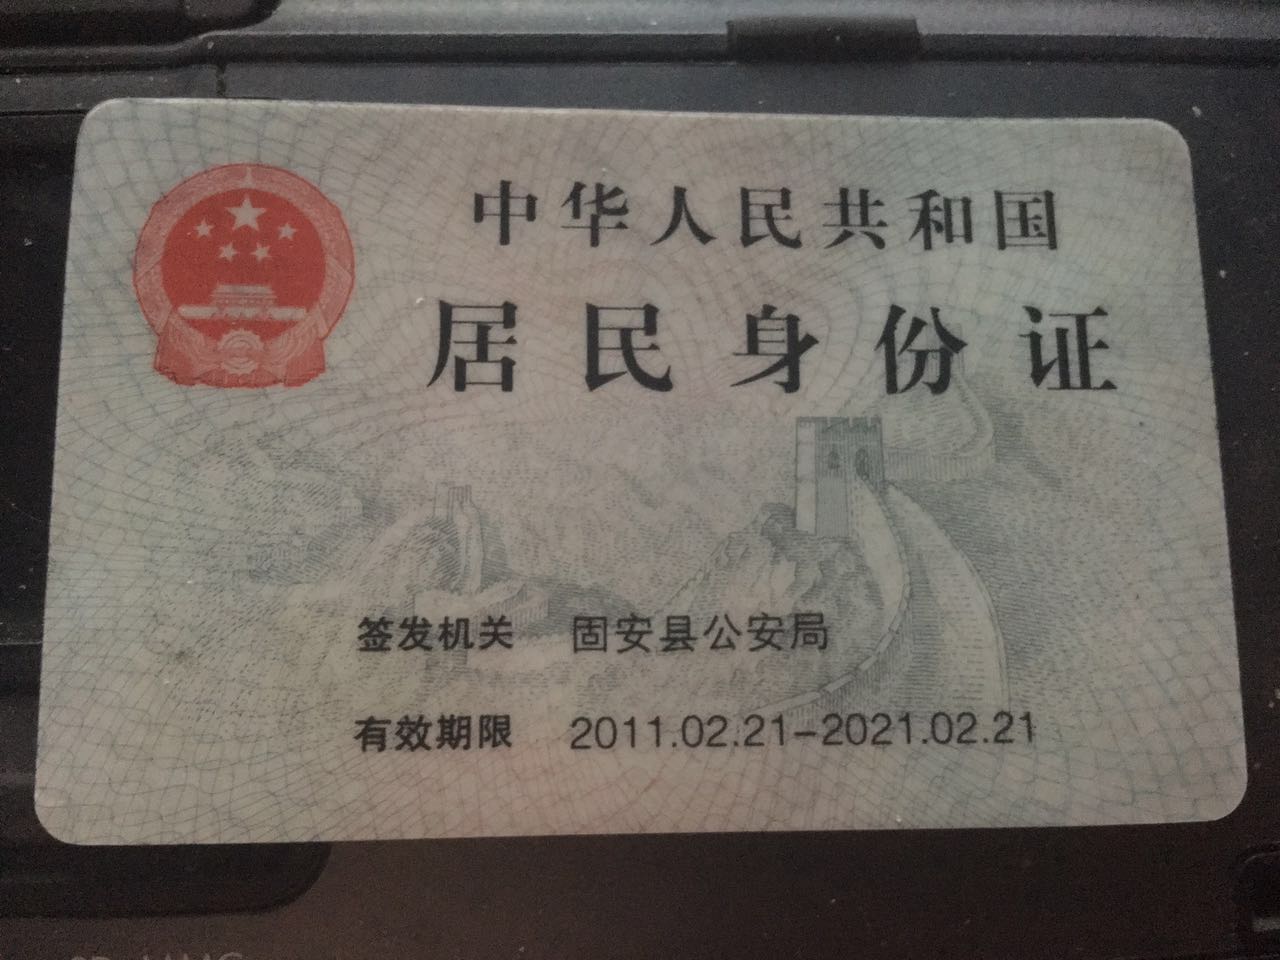 中华人民共和国
居民身份证
签发机关 固安县公安局
有效期限 2011.02.21-2021.02.21